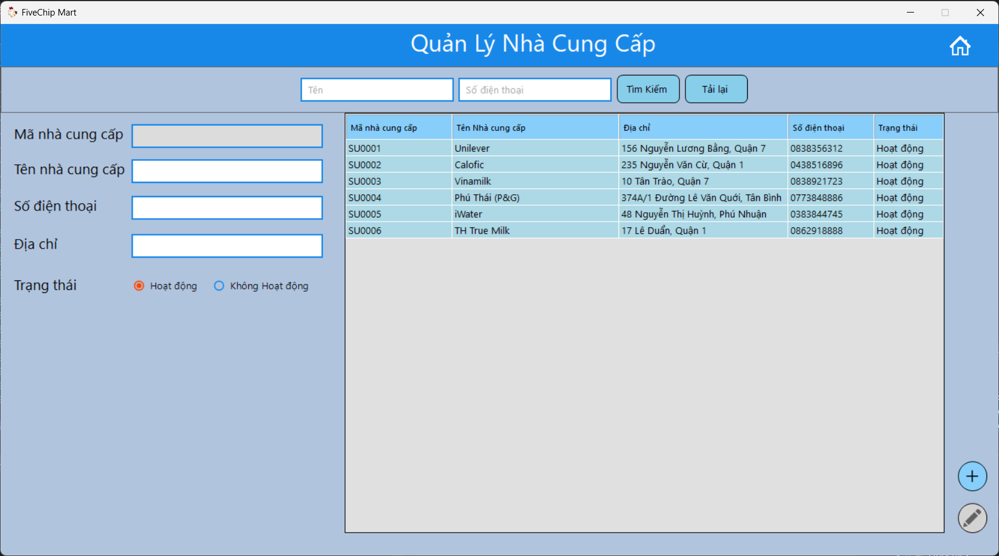 FiveChip Mart
Quản Lý Nhà Cung Cấp
Tên Số điện thoại Tìm Kiếm Tải lại
Mã nhà cung cấp
Tên nhà cung cấp
Số điện thoại
Địa chỉ
Trạng thái Hoạt động Không Hoạt động
Mã nhà cung cấp Tên Nhà cung cấp Địa chỉ Số điện thoại Trạng thái
SU0001 Unilever 156 Nguyễn Lương Bằng, Quận 7 0838356312 Hoạt động
SU0002 Calofic 235 Nguyễn Văn Cừ, Quận 1 0438516896 Hoạt động
SU0003 Vinamilk 10 Tân Trào, Quận 7 0838921723 Hoạt động
SU0004 Phú Thái (P&G) 374A/1 Đường Lê Văn Quới, Tân Bình 0773848886 Hoạt động
SU0005 iWater 48 Nguyễn Thị Huỳnh, Phú Nhuận 0383844745 Hoạt động
SU0006 TH True Milk 17 Lê Duẩn, Quận 1 0862918888 Hoạt động